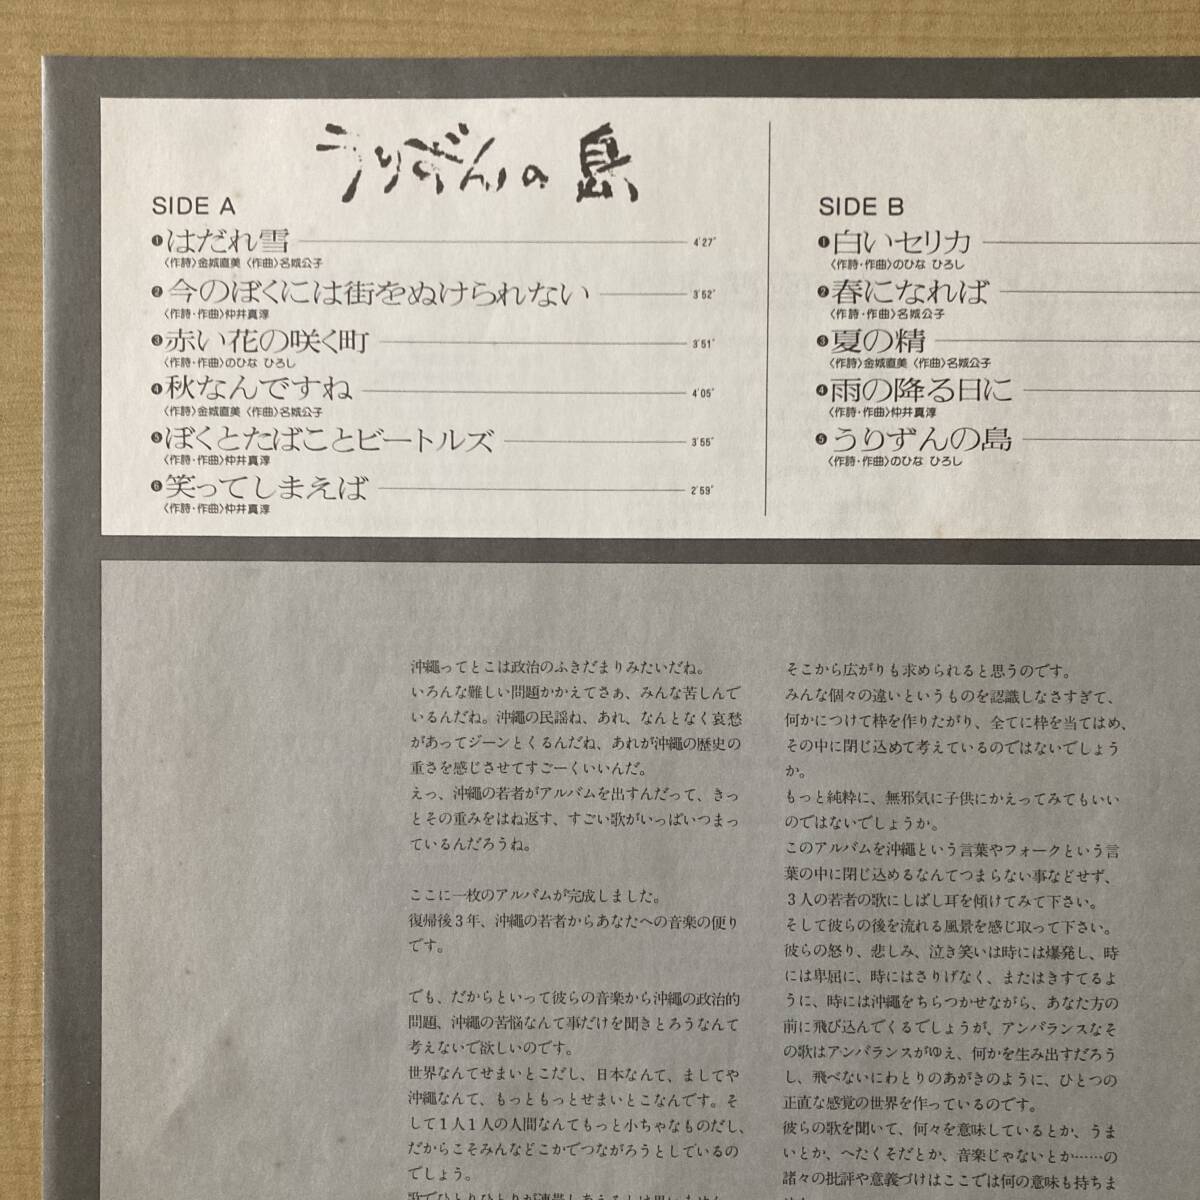 うりずんの島
SIDE A
❶はだれ雪 4′27″
〈作詩〉金城直美 〈作曲〉名城公子
❷今のぼくには街をぬけられない 3′52″
〈作詩・作曲〉仲井真淳
❸赤い花の咲く町 3′51″
〈作詩・作曲〉のひな ひろし
❹秋なんですね 4′05″
〈作詩〉金城直美 〈作曲〉名城公子
❺ぼくとたばことビートルズ 3′55″
〈作詩・作曲〉仲井真淳
❻笑ってしまえば 2′59″
〈作詩・作曲〉仲井真淳
SIDE B
❶白いセリカ
〈作詩・作曲〉のひな ひろし
❷春になれば
〈作詩・作曲〉名城公子
❸夏の精
〈作詩〉金城直美 〈作曲〉名城公子
❹雨の降る日に
〈作詩・作曲〉仲井真淳
❺うりずんの島
〈作詩・作曲〉のひな ひろし
沖繩ってとこは政治のふきだまりみたいだね。
いろんな難しい問題かかえてさぁ、みんな苦しんで
いるんだね。沖繩の民謡ね、あれ、なんとなく哀愁
があってジーンとくるんだね、あれが沖繩の歴史の
重さを感じさせてすごーくいいんだ。
えっ、沖繩の若者がアルバムを出すんだって、きっ
とその重みをはね返す、すごい歌がいっぱいつまっ
ているんだろうね。
ここに一枚のアルバムが完成しました。
復帰後3年、沖繩の若者からあなたへの音楽の便り
です。
でも、だからといって彼らの音楽から沖繩の政治的
問題、沖繩の苦悩なんて事だけを聞きとろうなんて
考えないで欲しいのです。
世界なんてせまいとこだし、日本なんて、ましてや
沖繩なんて、もっともっとせまいとこなんです。そ
して1人1人の人間なんてもっと小ちゃなものだし、
だからこそみんなどこかでつながろうとしているの
でしょう。
歌でひとりひとりが連帯しあえるとは思いません。
そこから広がりも求められると思うのです。
みんな個々の違いというものを認識しなさすぎて、
何かにつけて枠を作りたがり、全てに枠を当てはめ、
その中に閉じ込めて考えているのではないでしょう
か。
もっと純粋に、無邪気に子供にかえってみてもいい
のではないでしょうか。
このアルバムを沖繩という言葉やフォークという言
葉の中に閉じ込めるなんてつまらない事などせず、
3人の若者の歌にしばし耳を傾けてみて下さい。
そして彼らの後を流れる風景を感じ取って下さい。
彼らの怒り、悲しみ、泣き笑いは時には爆発し、時
には卑屈に、時にはさりげなく、またはきすてるよ
うに、時には沖繩をちらつかせながら、あなた方の
前に飛び込んでくるでしょうが、アンバランスなそ
の歌はアンバランスがゆえ、何かを生み出すだろう
し、飛べないにわとりのあがきのように、ひとつの
正直な感覚の世界を作っているのです。
彼らの歌を聞いて、何々を意味しているとか、うま
いとか、へたくそだとか、音楽じゃないとか……の
諸々の批評や意義づけはここでは何の意味も持ちま